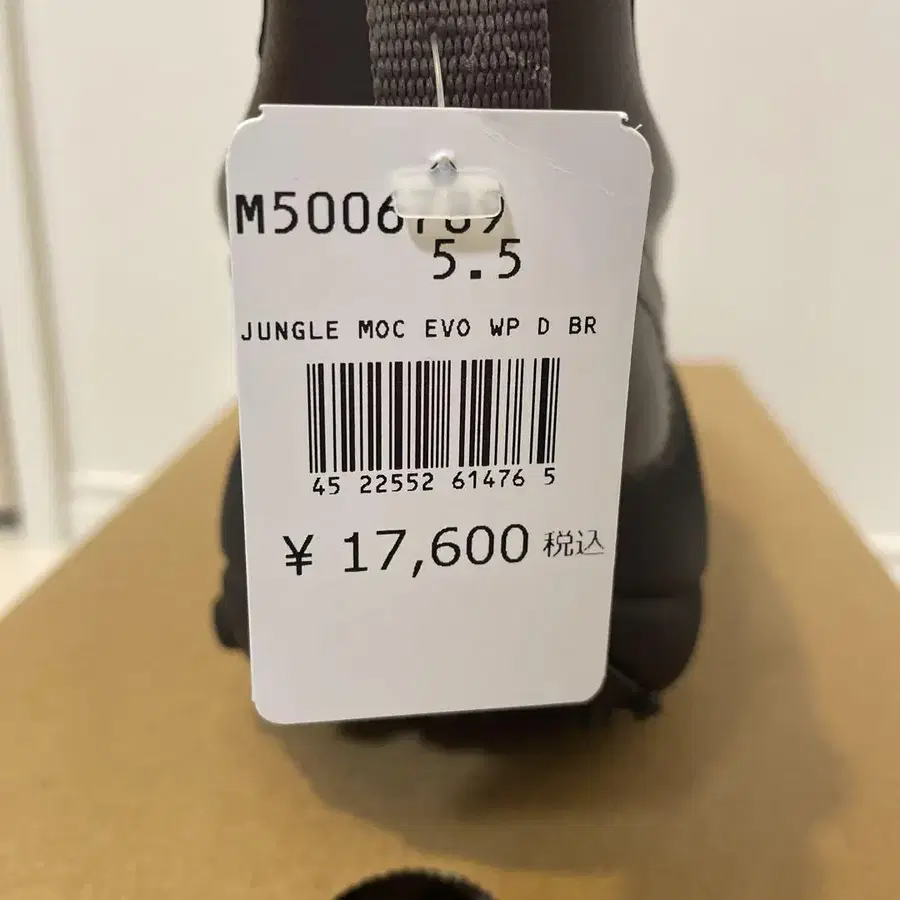 5.5
JUNGLE MOC EVO WP D BR
45 22552 61476 5
¥ 17,600 税込